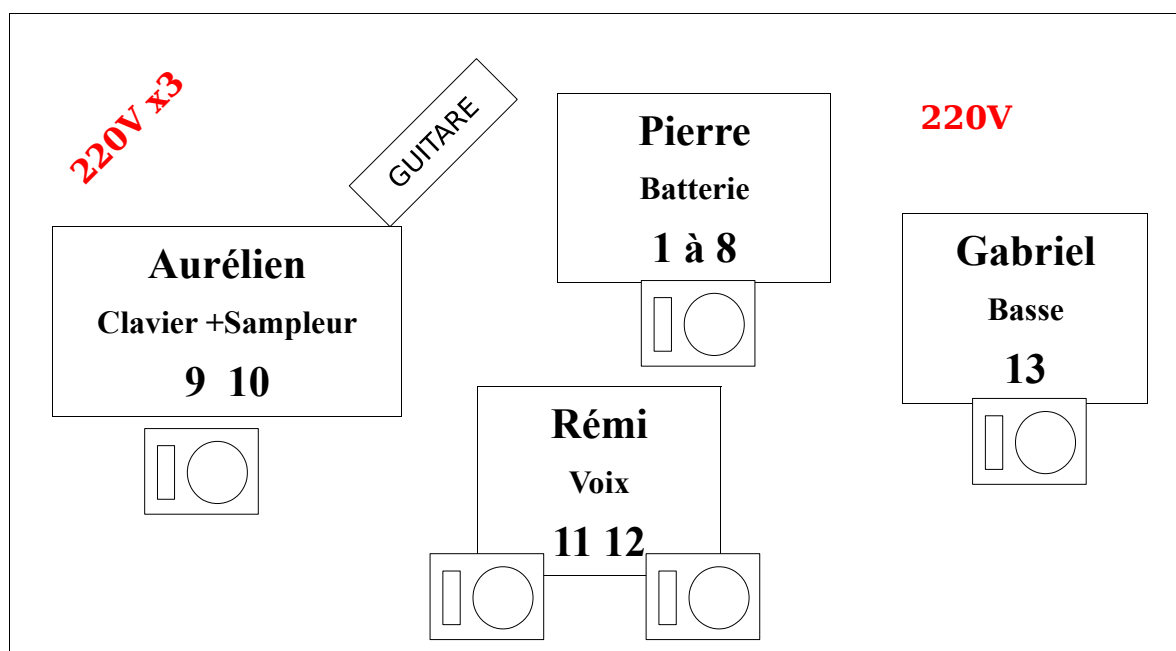 220V x3
GUITARE
Pierre
Batterie
1 à 8
220V
Aurélien
Clavier +Sampleur
9 10
Gabriel
Basse
13
Rémi
Voix
11 12